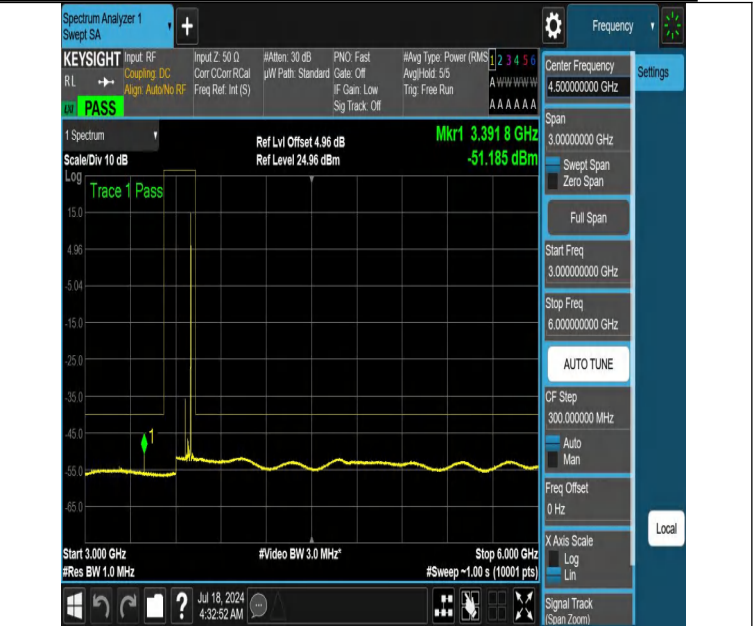 Spectrum Analyzer 1
Swept SA
+
Frequency
KEYSIGHT
RL
PASS
Input: RF
Coupling: DC
Align: Auto/No RF
Input Z: 50 Ω
Corr CCorr RCal
Freq Ref: Int (S)
#Atten: 30 dB
µW Path: Standard
PNO: Fast
Gate: Off
IF Gain: Low
Sig Track: Off
#Avg Type: Power (RMS
Avg|Hold: 5/5
Trig: Free Run
1 2 3 4 5 6
A W W W W W
A A A A A A
1 Spectrum
Scale/Div 10 dB
Ref Lvl Offset 4.96 dB
Ref Level 24.96 dBm
Mkr1 3.391 8 GHz
-51.185 dBm
Log
Trace 1 Pass
15.0
4.96
-5.04
-15.0
-25.0
-35.0
-45.0
-55.0
-65.0
1
Start 3.000 GHz
#Res BW 1.0 MHz
#Video BW 3.0 MHz*
Stop 6.000 GHz
#Sweep ~1.00 s (10001 pts)
Jul 18, 2024
4:32:52 AM
?
Center Frequency
4.500000000 GHz
Settings
Span
3.00000000 GHz
Swept Span
Zero Span
Full Span
Start Freq
3.000000000 GHz
Stop Freq
6.000000000 GHz
AUTO TUNE
CF Step
300.000000 MHz
Auto
Man
Freq Offset
0 Hz
X Axis Scale
Log
Lin
Local
Signal Track
(Span Zoom)